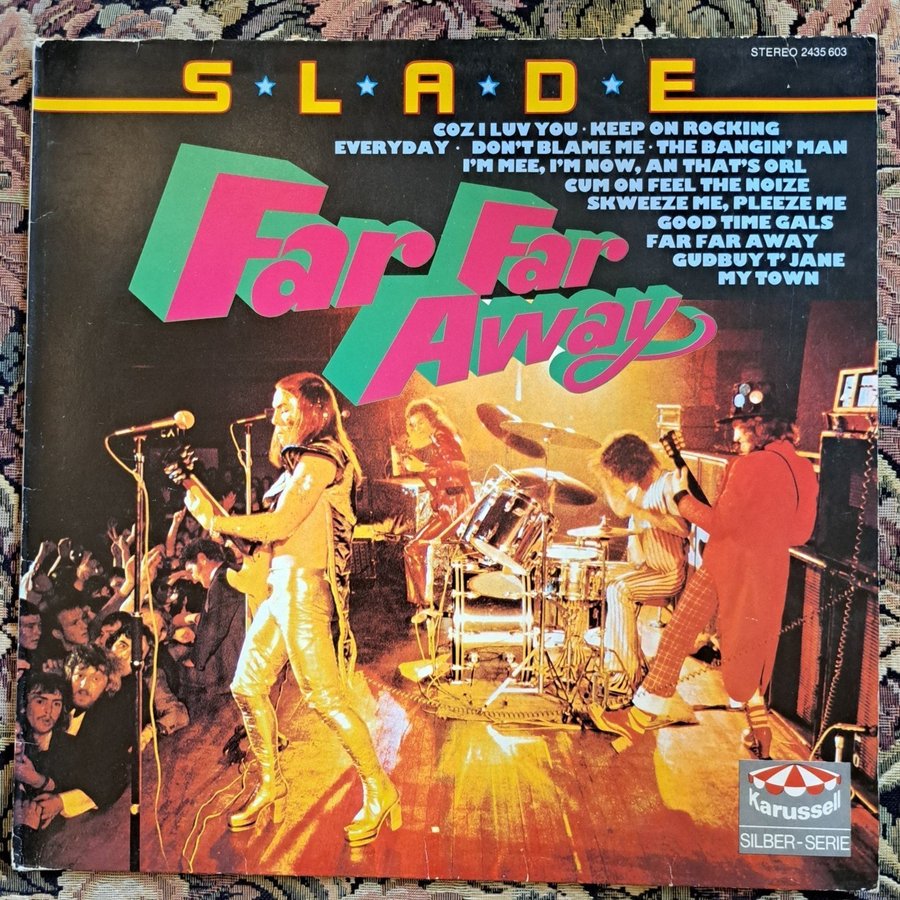 STEREO 2435 603
S★L★A★D★E
COZ I LUV YOU · KEEP ON ROCKING
EVERYDAY · DON'T BLAME ME · THE BANGIN' MAN
I'M MEE, I'M NOW, AN THAT'S ORL
CUM ON FEEL THE NOIZE
SKWEEZE ME, PLEEZE ME
GOOD TIME GALS
FAR FAR AWAY
GUDBUY T' JANE
MY TOWN
Far Far
Away
Karussell
SILBER-SERIE